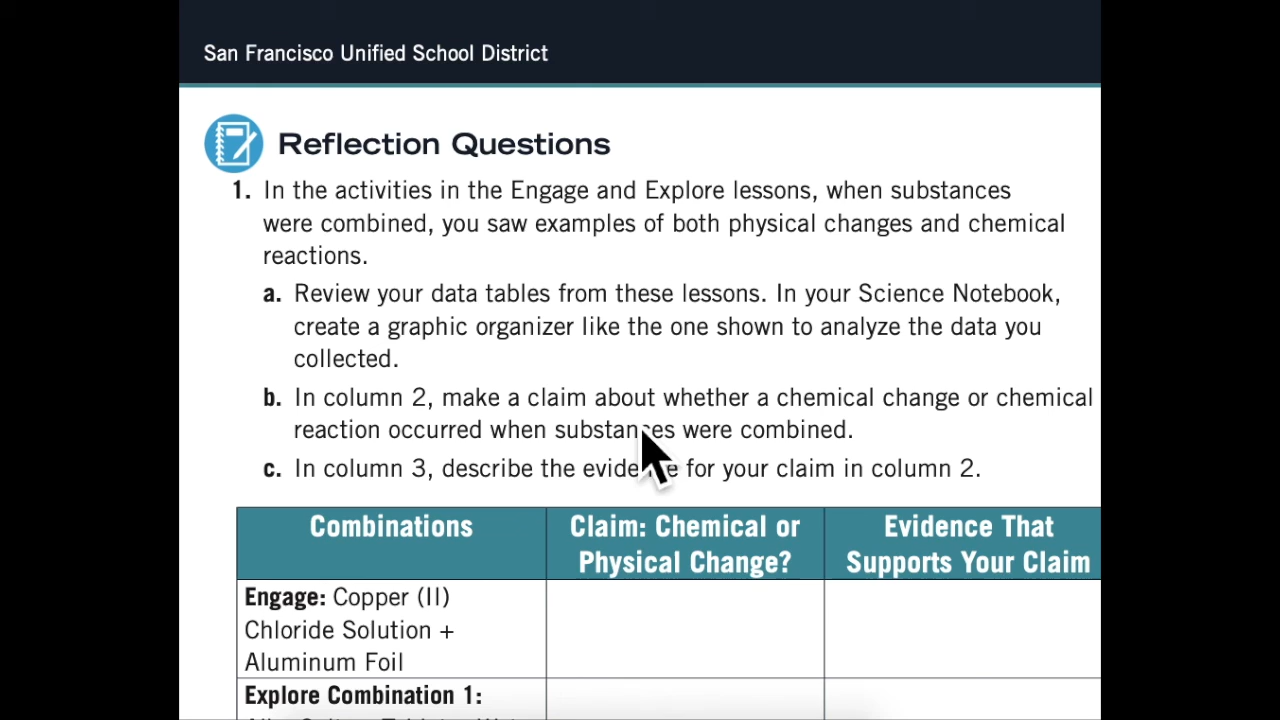 San Francisco Unified School District
Reflection Questions
1. In the activities in the Engage and Explore lessons, when substances
were combined, you saw examples of both physical changes and chemical
reactions.
a. Review your data tables from these lessons. In your Science Notebook,
create a graphic organizer like the one shown to analyze the data you
collected.
b. In column 2, make a claim about whether a chemical change or chemical
reaction occurred when substances were combined.
c. In column 3, describe the evidence for your claim in column 2.
Combinations
Claim: Chemical or
Physical Change?
Evidence That
Supports Your Claim
Engage: Copper (II)
Chloride Solution +
Aluminum Foil
Explore Combination 1: